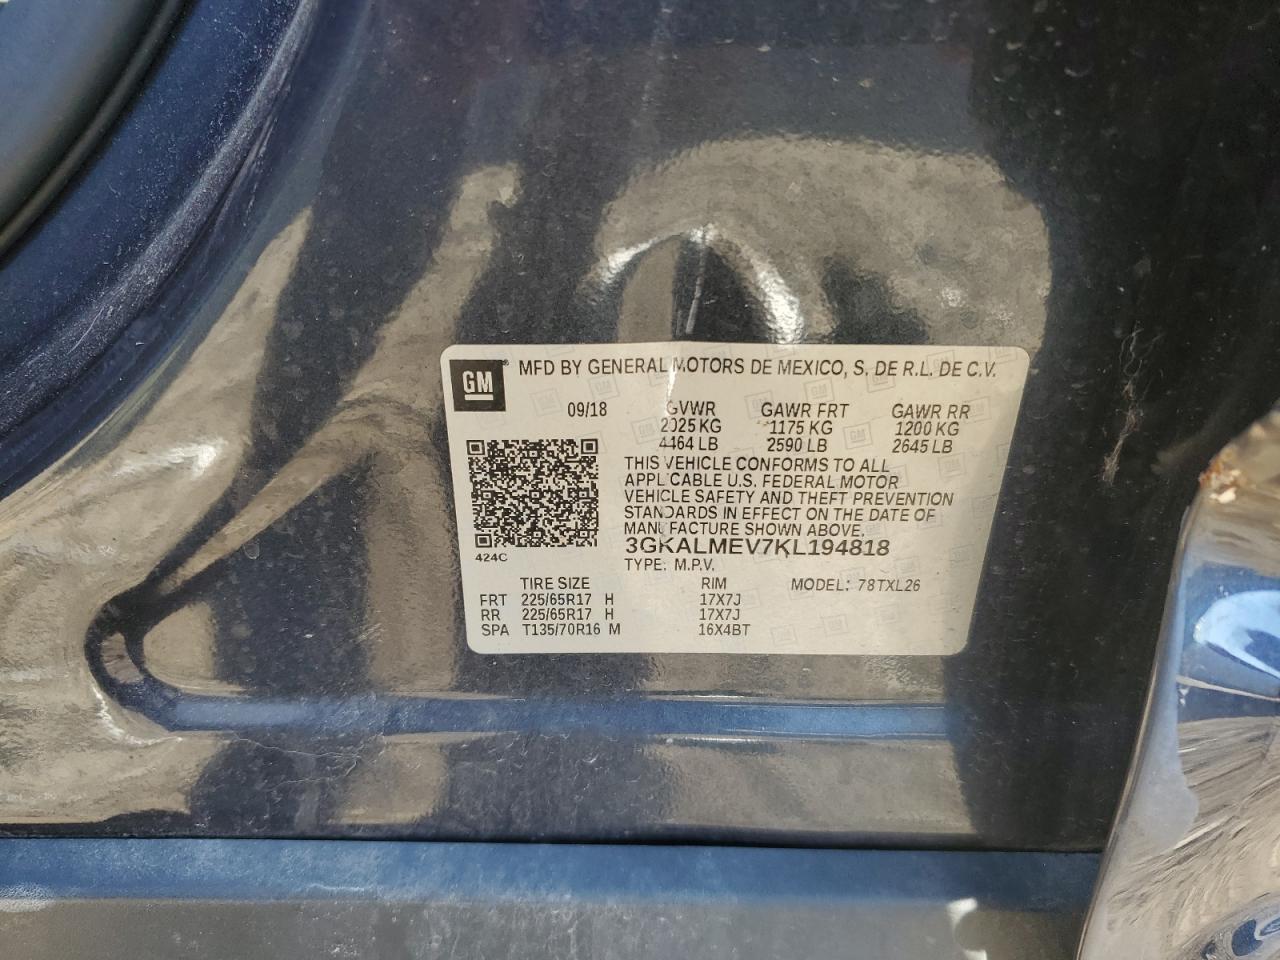 GM® MFD BY GENERAL MOTORS DE MEXICO, S. DE R.L. DE C.V.
09/18 GVWR GAWR FRT GAWR RR
2025 KG 1175 KG 1200 KG
4464 LB 2590 LB 2645 LB
THIS VEHICLE CONFORMS TO ALL
APPLICABLE U.S. FEDERAL MOTOR
VEHICLE SAFETY AND THEFT PREVENTION
STANDARDS IN EFFECT ON THE DATE OF
MANUFACTURE SHOWN ABOVE.
3GKALMEV7KL194818
424C
TYPE: M.P.V.
TIRE SIZE RIM MODEL: 78TXL26
FRT 225/65R17 H 17X7J
RR 225/65R17 H 17X7J
SPA T135/70R16 M 16X4BT